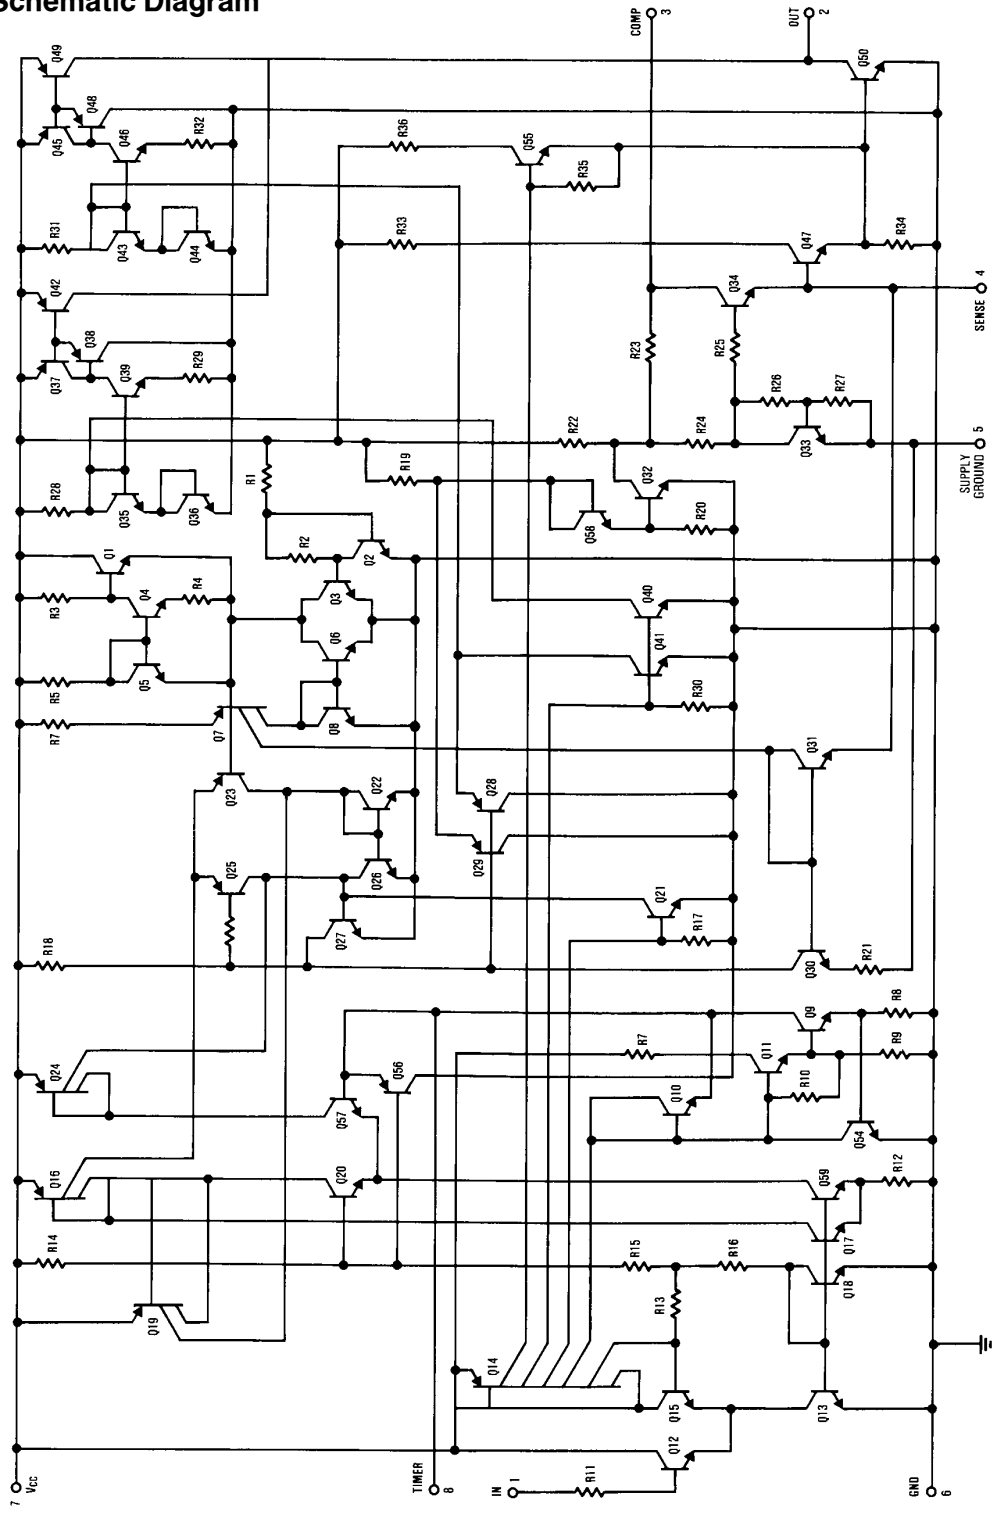 Schematic Diagram
COMP
3
OUT
2
Q49
Q48
Q45
Q46
R32
R36
Q55
R35
Q50
R31
Q43
Q44
R33
Q47
R34
Q42
Q34
SENSE
4
Q38
Q37
Q39
R29
R23
R25
R26
R27
R22
R24
Q33
SUPPLY
GROUND
5
R1
R19
R28
Q35
Q36
Q32
Q58
R20
Q1
R2
Q2
R3
Q4
R4
Q3
Q40
Q6
Q41
R5
Q5
R30
R7
Q7
Q8
Q31
Q23
Q22
Q28
Q25
Q26
Q29
Q21
R18
Q27
R17
Q30
R21
R8
R7
Q9
Q11
R9
Q24
Q56
Q10
R10
Q57
Q54
Q16
Q20
Q59
R12
R14
R15
R16
Q17
Q18
R13
Q19
Q14
Q15
Q13
Q12
R11
7
VCC
TIMER
8
IN
1
GND
6